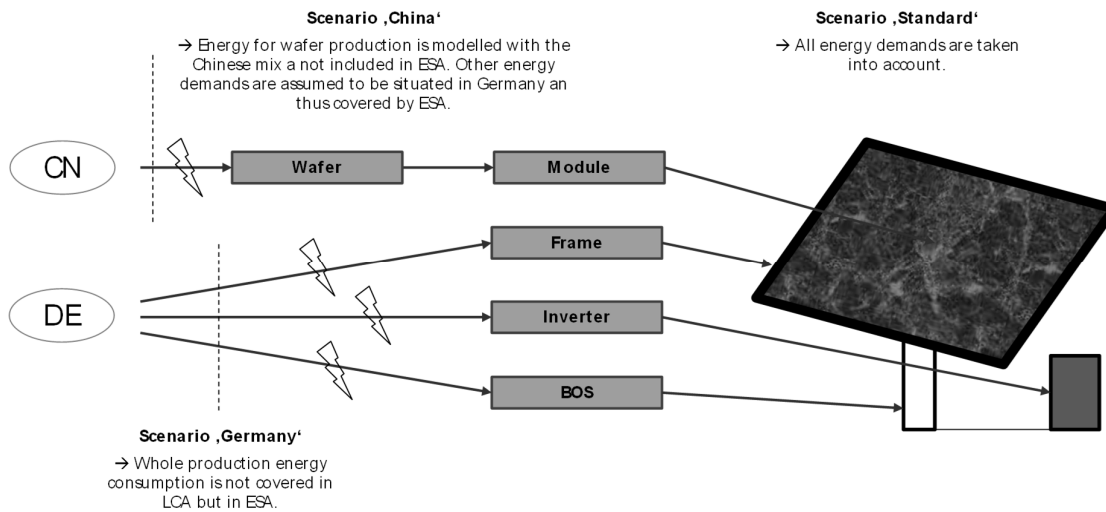 Scenario ‚China‘
→ Energy for wafer production is modelled with the
Chinese mix a not included in ESA. Other energy
demands are assumed to be situated in Germany an
thus covered by ESA.
Scenario ‚Standard‘
→ All energy demands are taken
into account.
CN
Wafer
Module
Frame
DE
Inverter
BOS
Scenario ‚Germany‘
→ Whole production energy
consumption is not covered in
LCA but in ESA.